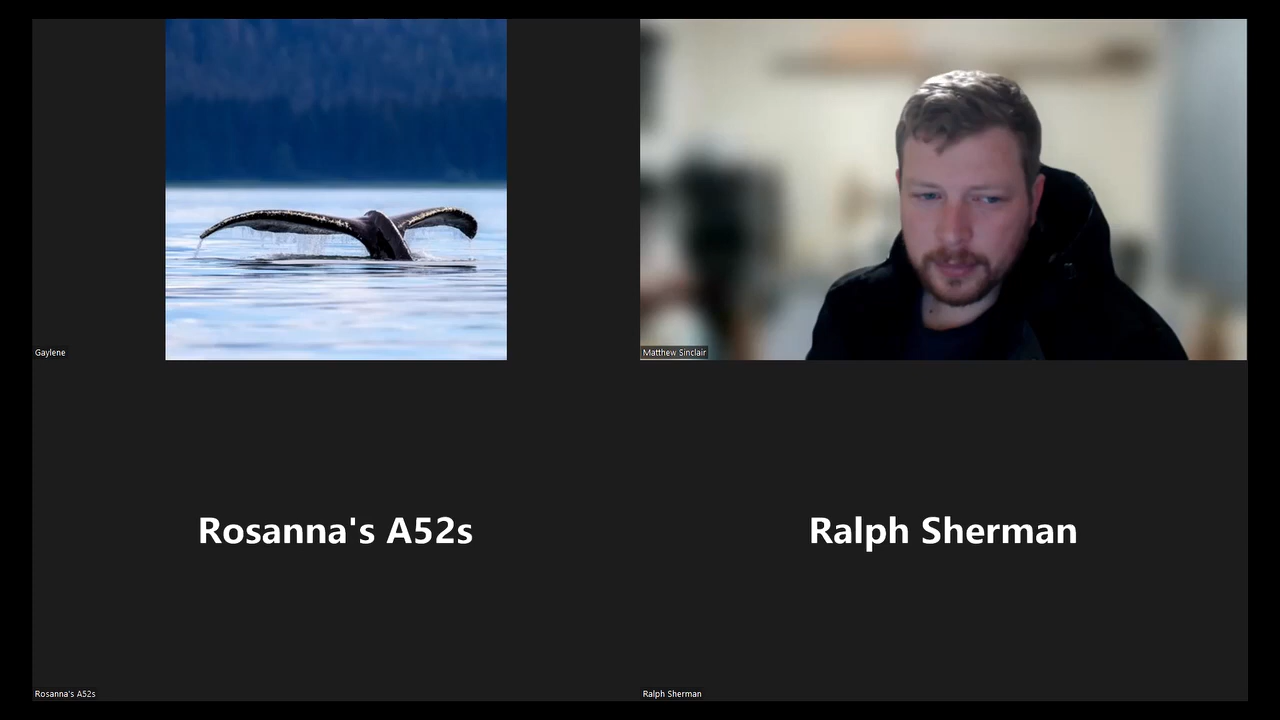 Gaylene
Matthew Sinclair
Rosanna's A52s
Ralph Sherman
Rosanna's A52s
Ralph Sherman